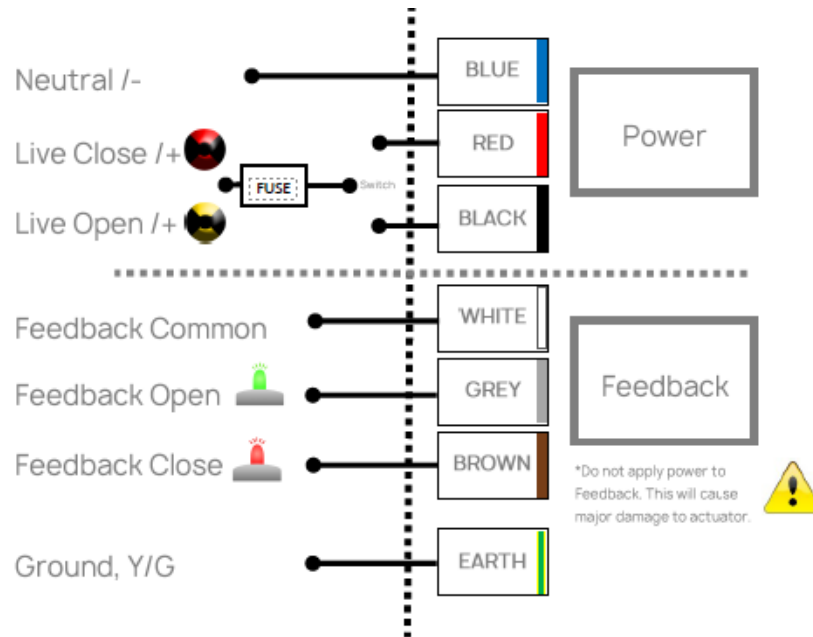 Neutral /-
BLUE
Live Close /+
RED
Power
FUSE
Switch
Live Open /+
BLACK
Feedback Common
WHITE
Feedback Open
GREY
Feedback
Feedback Close
BROWN
*Do not apply power to
Feedback. This will cause
major damage to actuator.
Ground, Y/G
EARTH